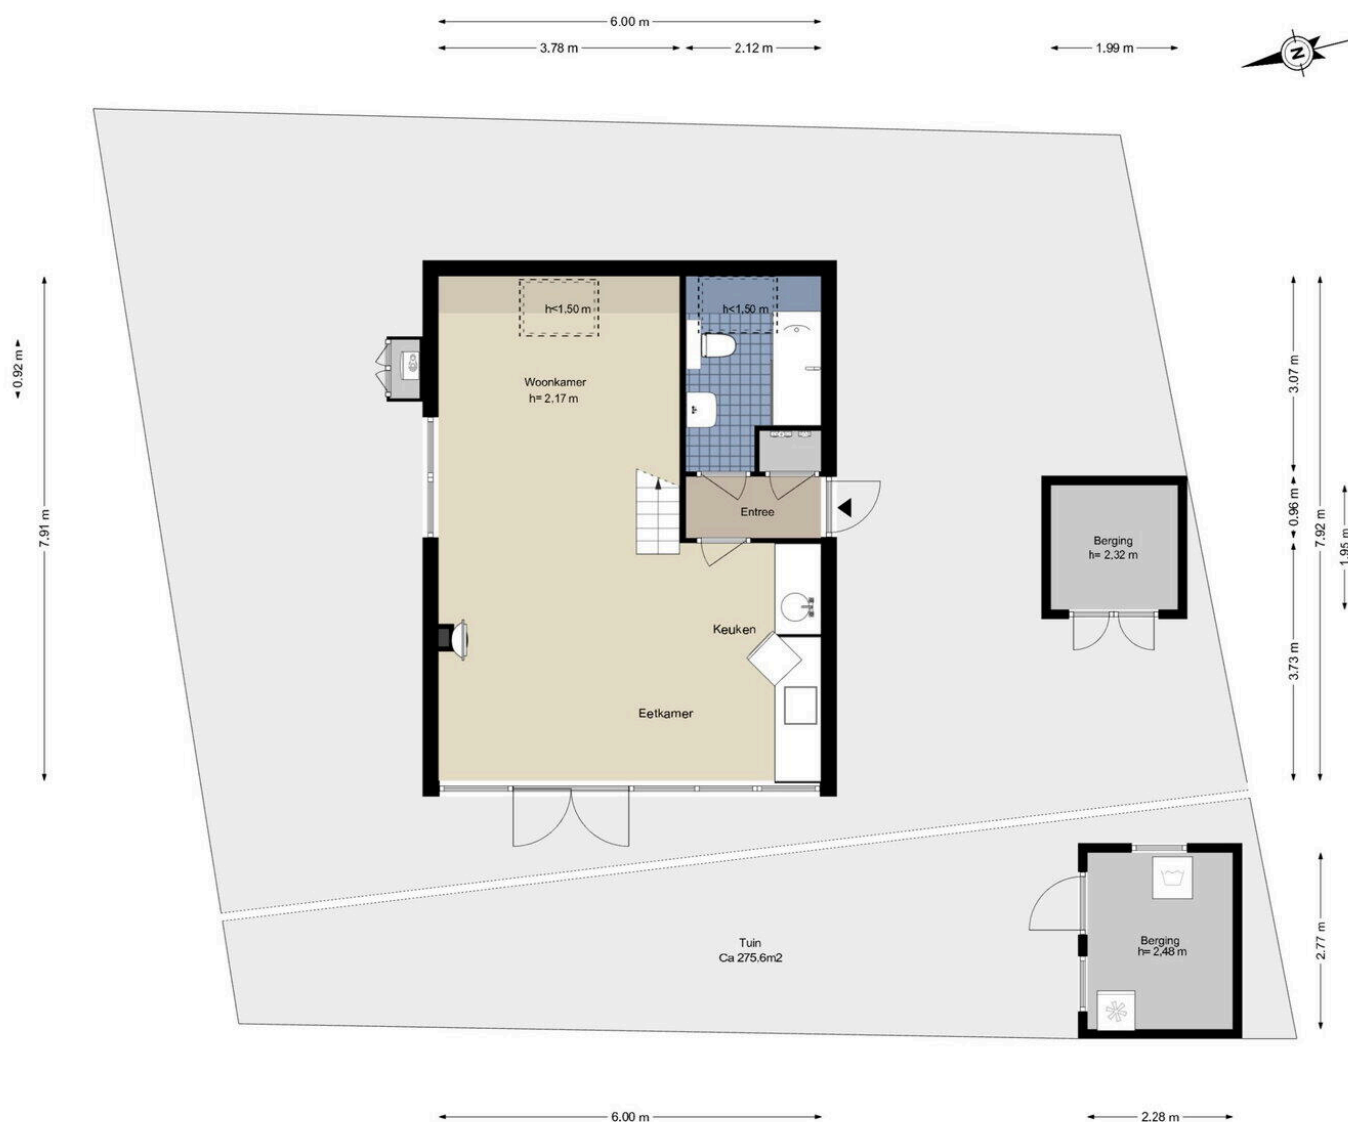 6.00 m
3.78 m
2.12 m
1.99 m
N
h<1.50 m
h<1,50 m
Woonkamer
h= 2.17 m
0.92 m
3.07 m
Entree
0.96 m
7.91 m
7.92 m
1.95 m
Berging
h= 2,32 m
Keuken
3.73 m
Eetkamer
Tuin
Ca 275.6m2
Berging
h= 2,48 m
2.77 m
6.00 m
2.28 m